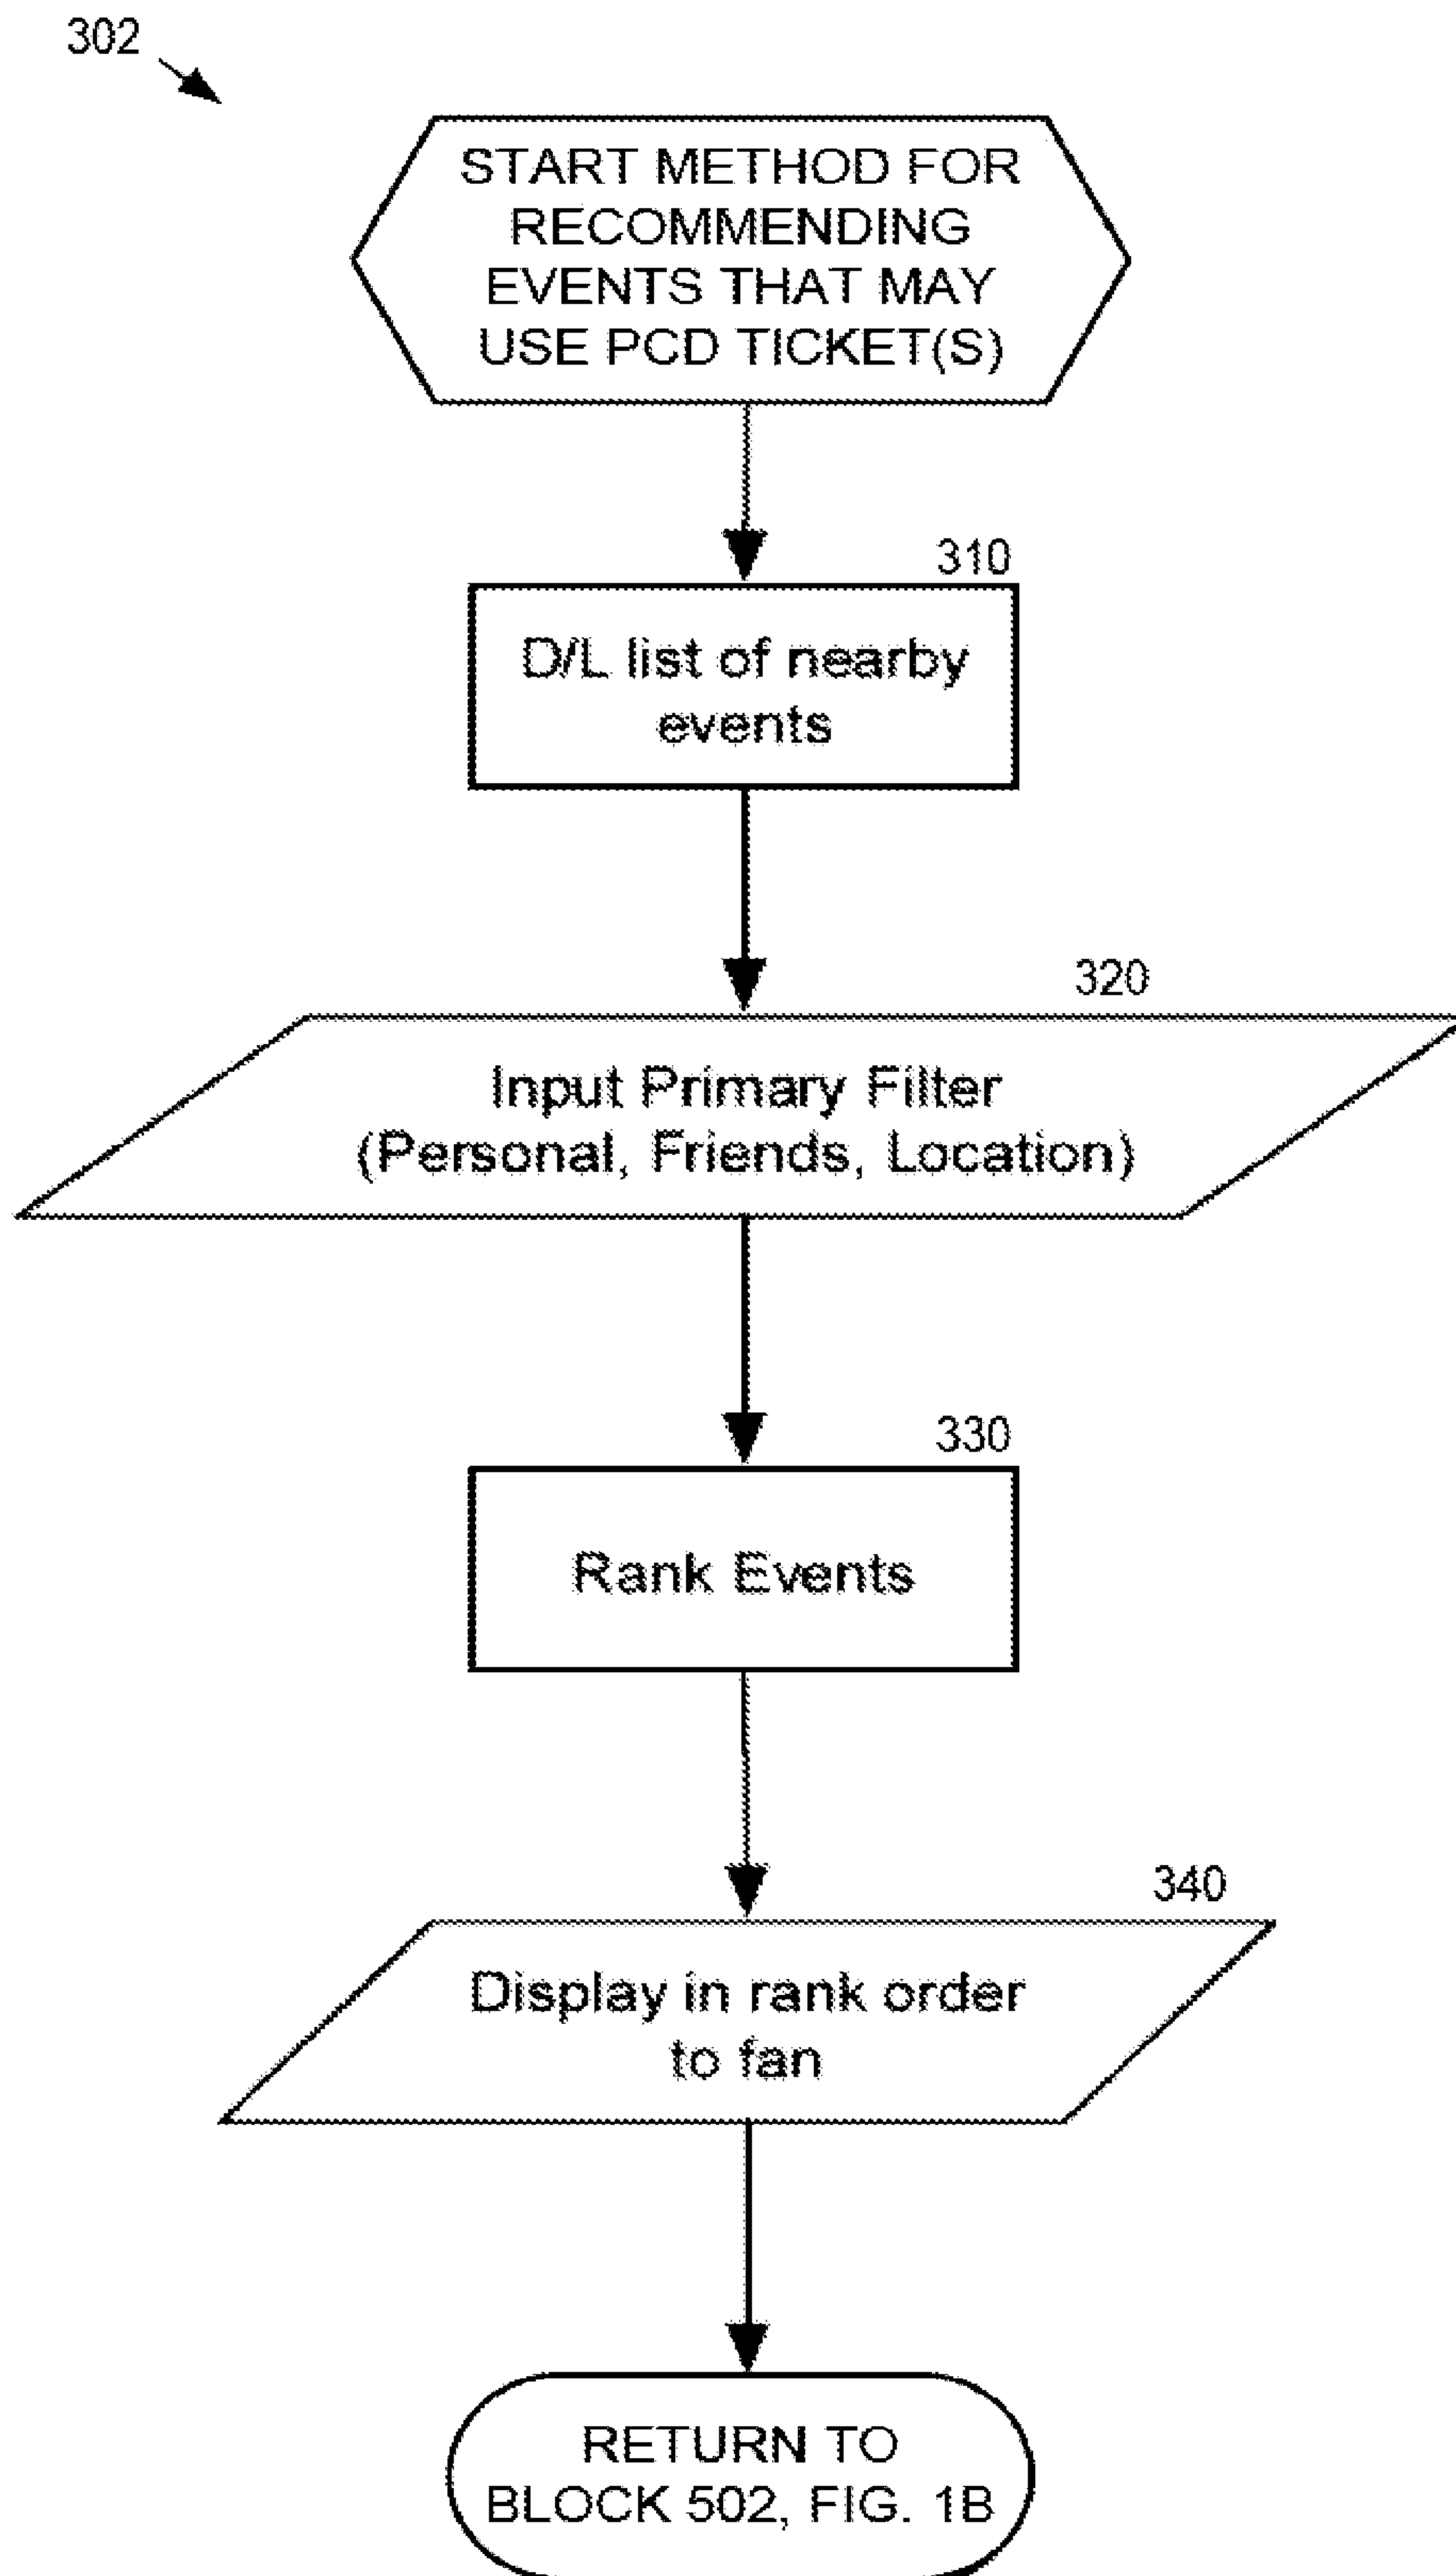 302
START METHOD FOR
RECOMMENDING
EVENTS THAT MAY
USE PCD TICKET(S)
310
D/L list of nearby
events
320
Input Primary Filter
(Personal, Friends, Location)
330
Rank Events
340
Display in rank order
to fan
RETURN TO
BLOCK 502, FIG. 1B